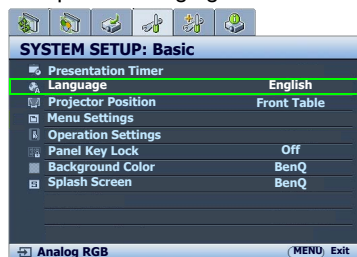 SYSTEM SETUP: Basic
Presentation Timer
Language English
Projector Position Front Table
Menu Settings
Operation Settings
Panel Key Lock Off
Background Color BenQ
Splash Screen BenQ
Analog RGB MENU Exit